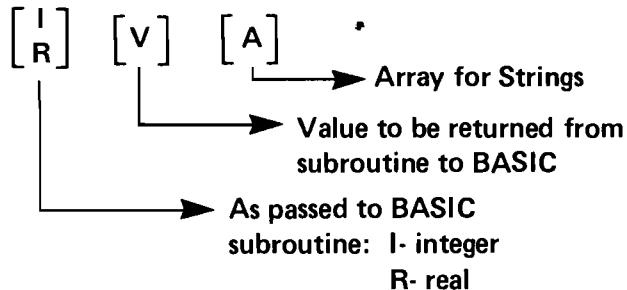 [I R] [V] [A]
Array for Strings
Value to be returned from
subroutine to BASIC
As passed to BASIC
subroutine: I- integer
R- real